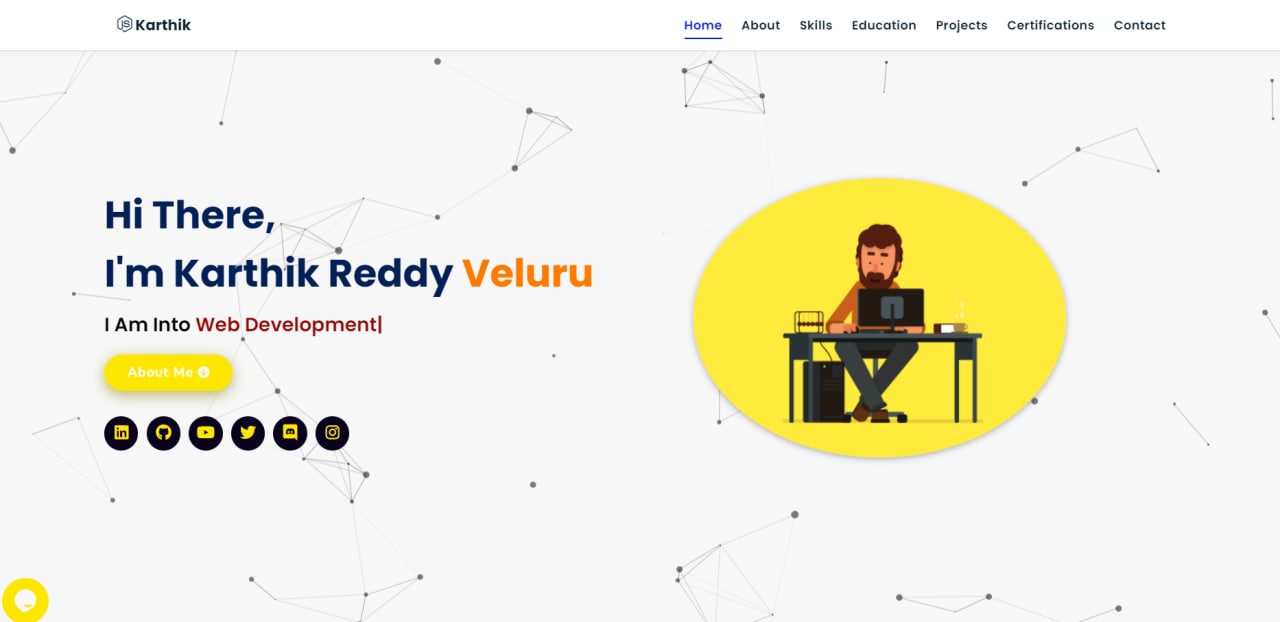 Karthik
Home About Skills Education Projects Certifications Contact
Hi There,
I'm Karthik Reddy Veluru
I Am Into Web Development|
About Me